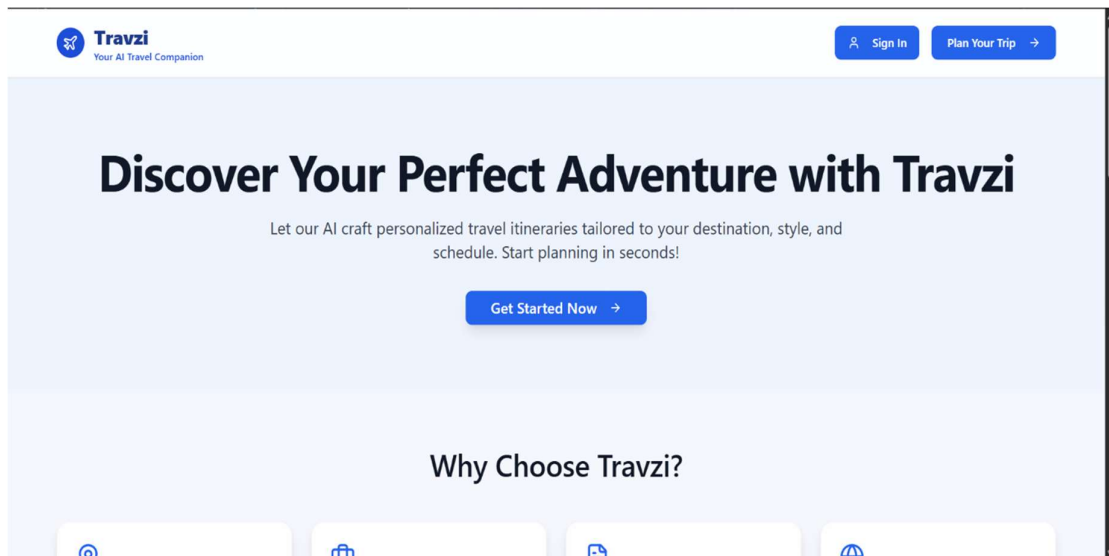 Travzi
Your AI Travel Companion
Sign In
Plan Your Trip
Discover Your Perfect Adventure with Travzi
Let our AI craft personalized travel itineraries tailored to your destination, style, and
schedule. Start planning in seconds!
Get Started Now
Why Choose Travzi?